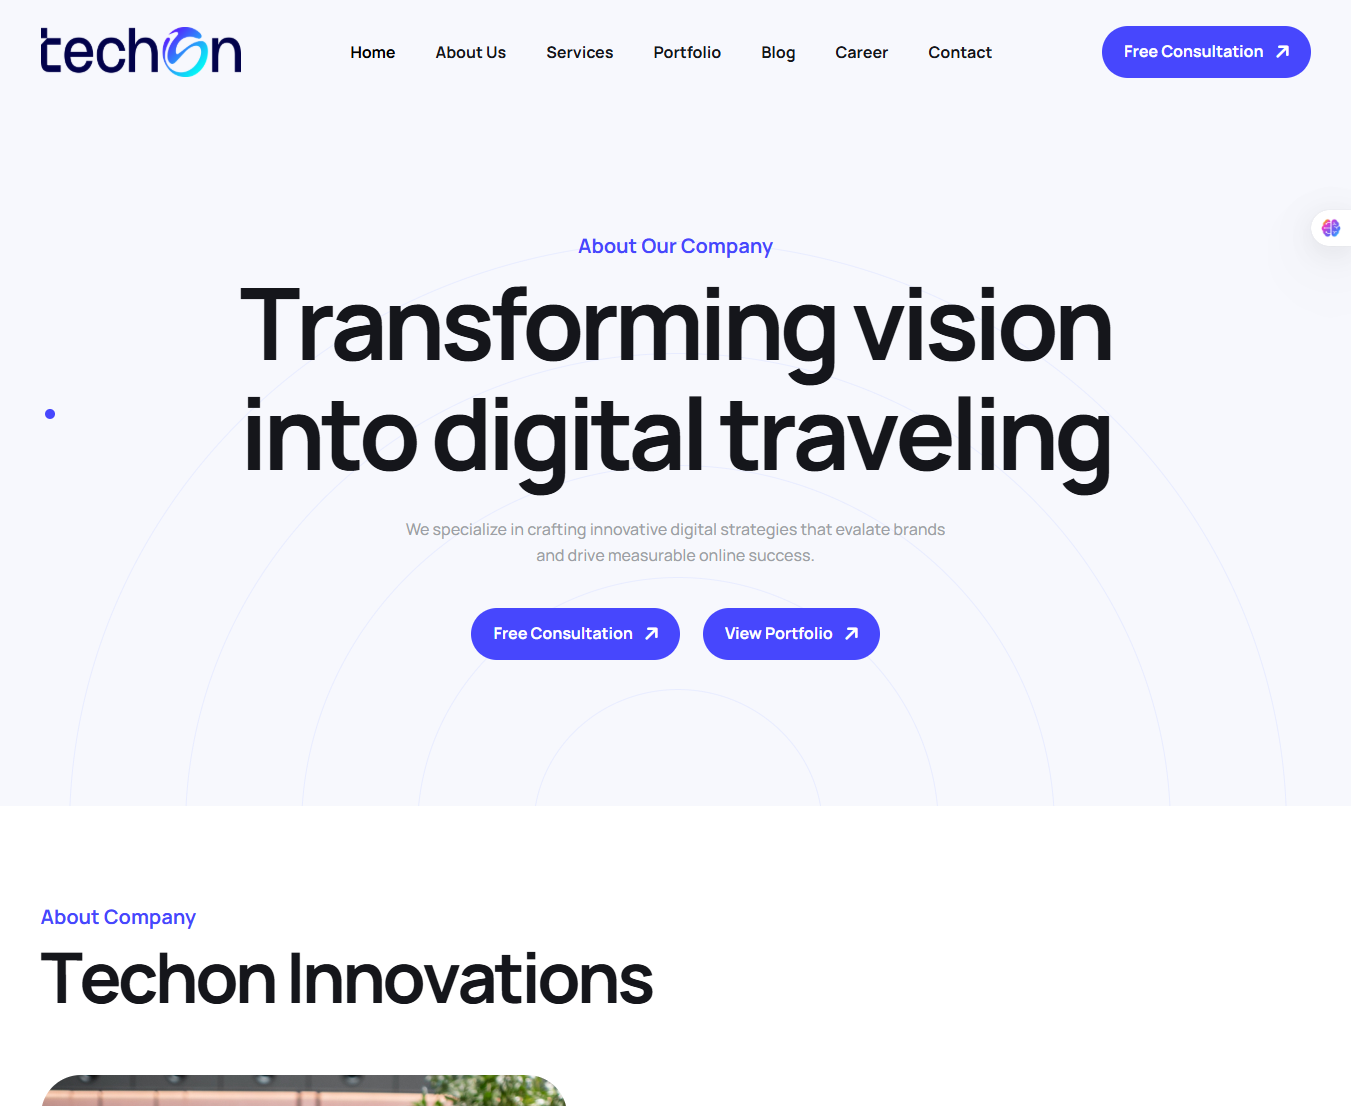 techon
Home About Us Services Portfolio Blog Career Contact
Free Consultation
About Our Company
Transforming vision
into digital traveling
We specialize in crafting innovative digital strategies that evalate brands
and drive measurable online success.
Free Consultation View Portfolio
About Company
Techon Innovations